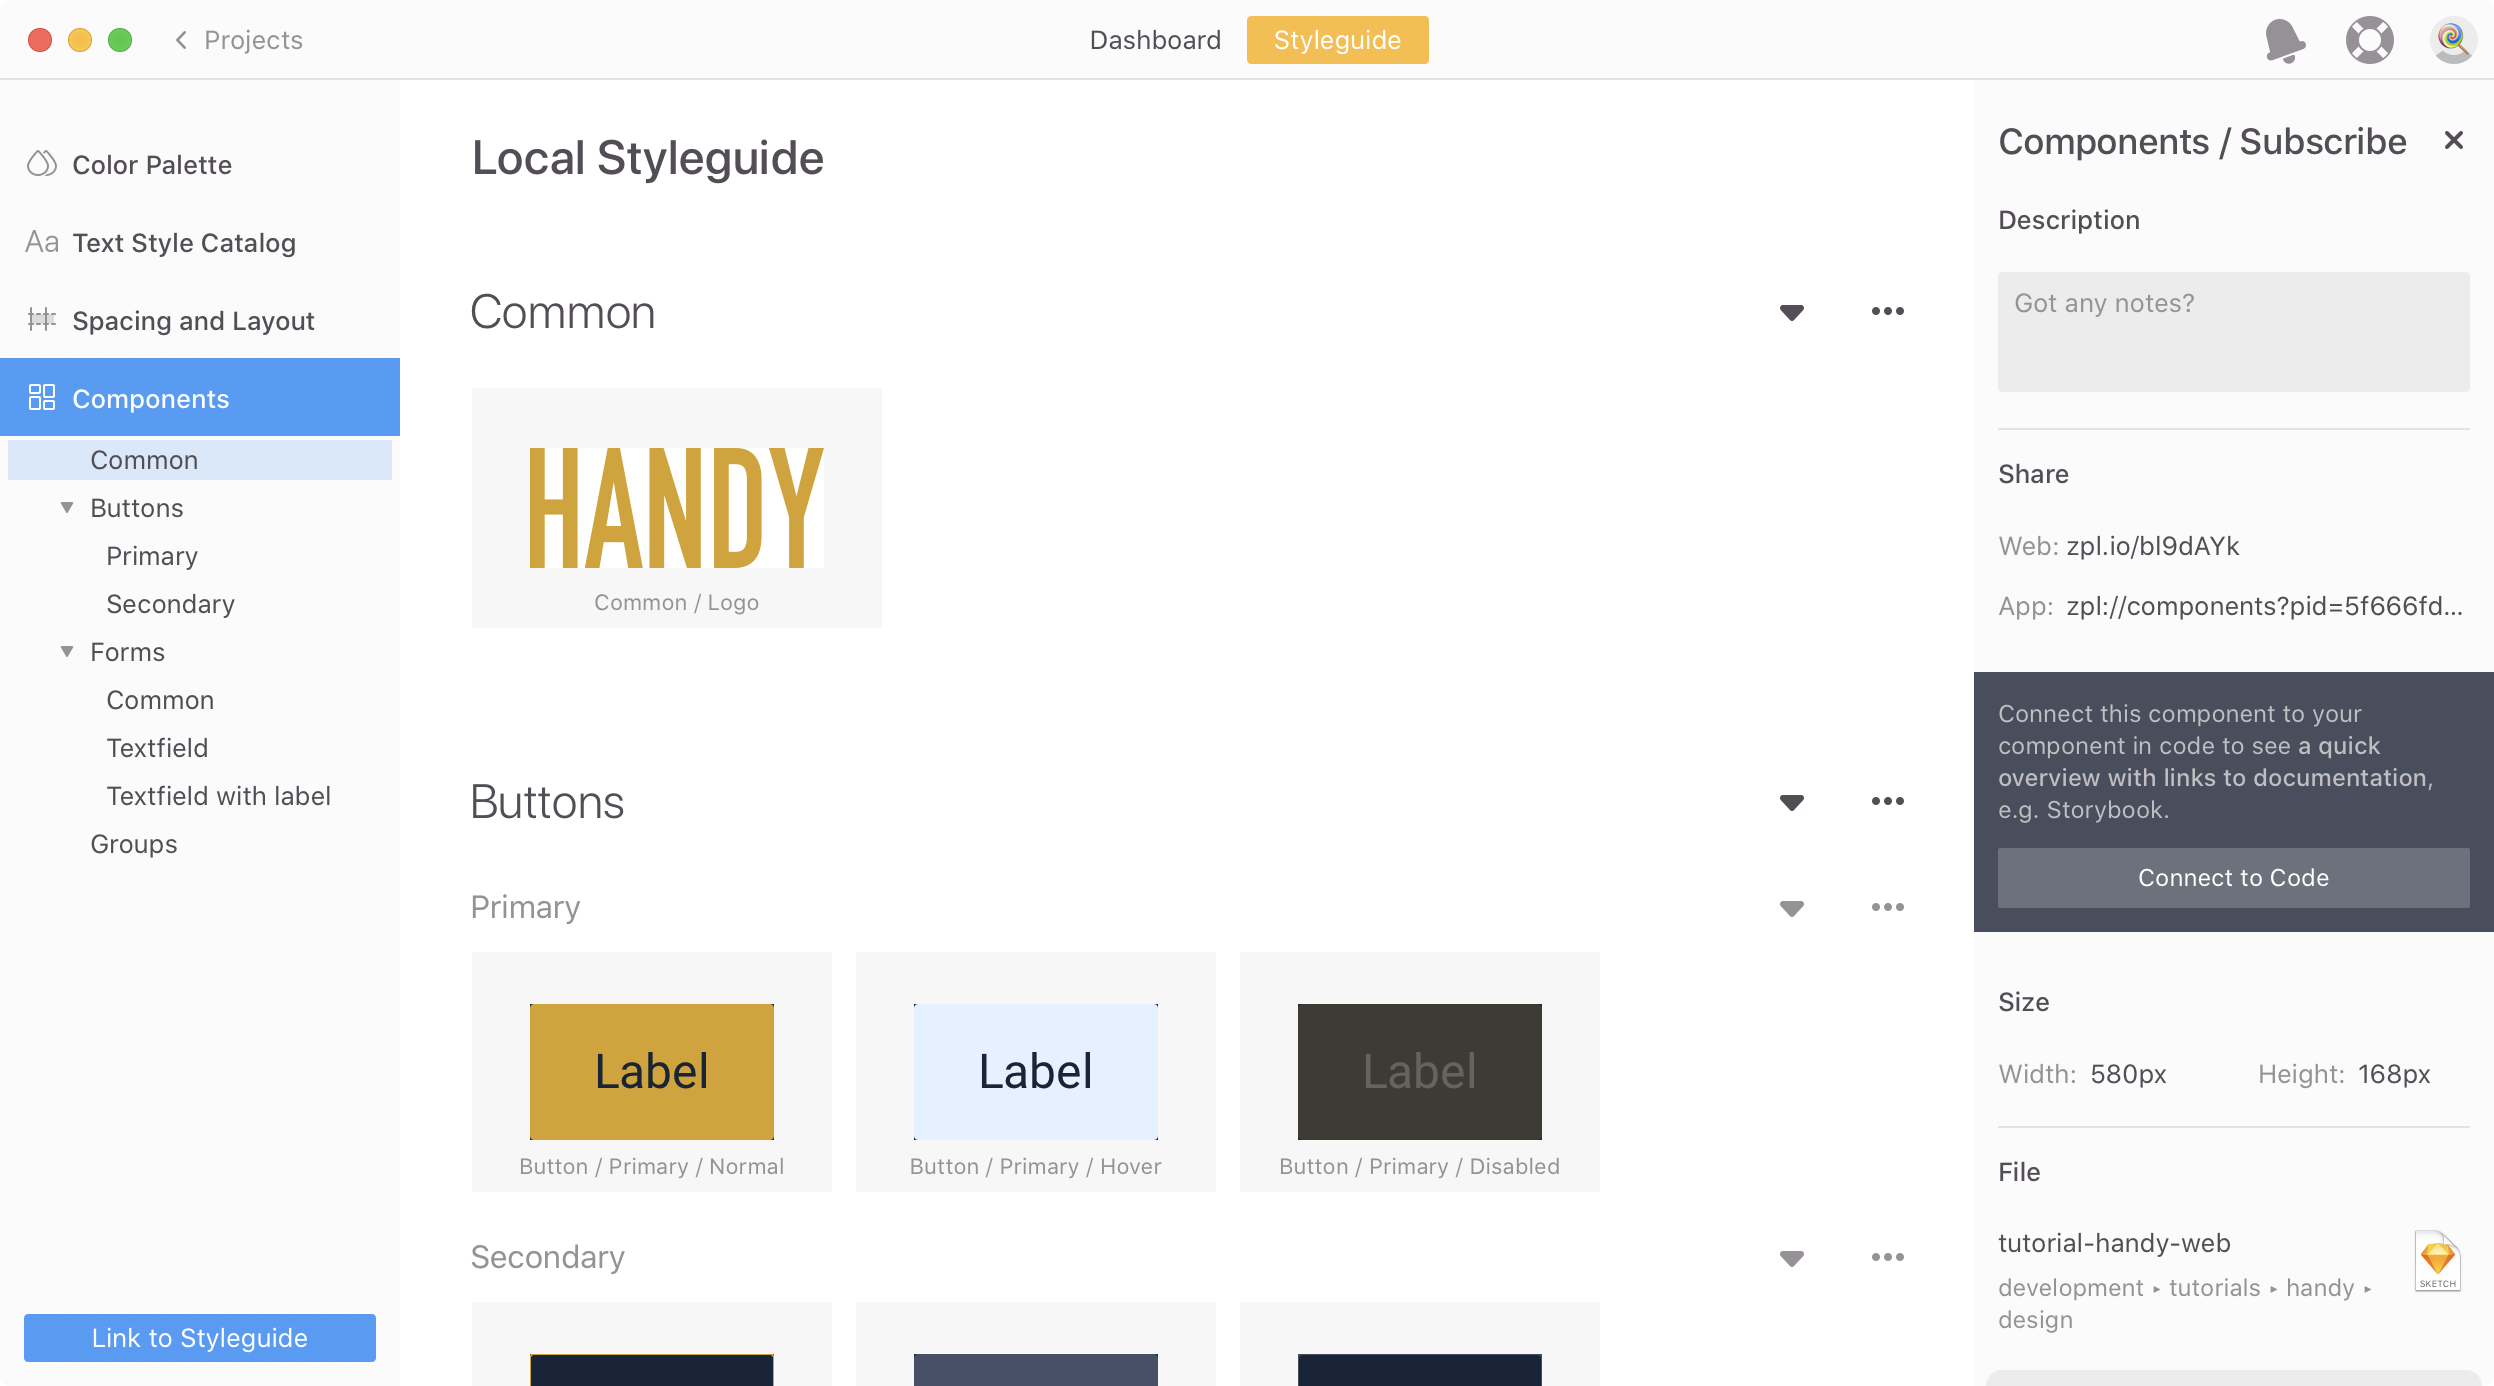 Projects
Dashboard
Styleguide
Color Palette
Aa Text Style Catalog
Spacing and Layout
Components
Common
Buttons
Primary
Secondary
Forms
Common
Textfield
Textfield with label
Groups
Link to Styleguide
Local Styleguide
Common
HANDY
Common / Logo
Buttons
Primary
Label
Button / Primary / Normal
Label
Button / Primary / Hover
Label
Button / Primary / Disabled
Secondary
Components / Subscribe
Description
Got any notes?
Share
Web: zpl.io/bl9dAYk
App: zpl://components?pid=5f666fd...
Connect this component to your
component in code to see a quick
overview with links to documentation,
e.g. Storybook.
Connect to Code
Size
Width: 580px
Height: 168px
File
tutorial-handy-web
development ▸ tutorials ▸ handy ▸
design
SKETCH